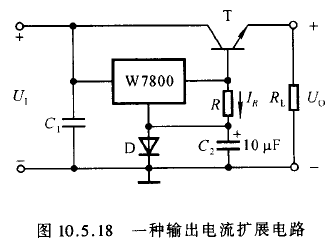 T
+
+
W7800
U_I
C_1
R
I_R
R_L
U_O
D
+
C_2
10 μF
−
−
图 10.5.18 一种输出电流扩展电路